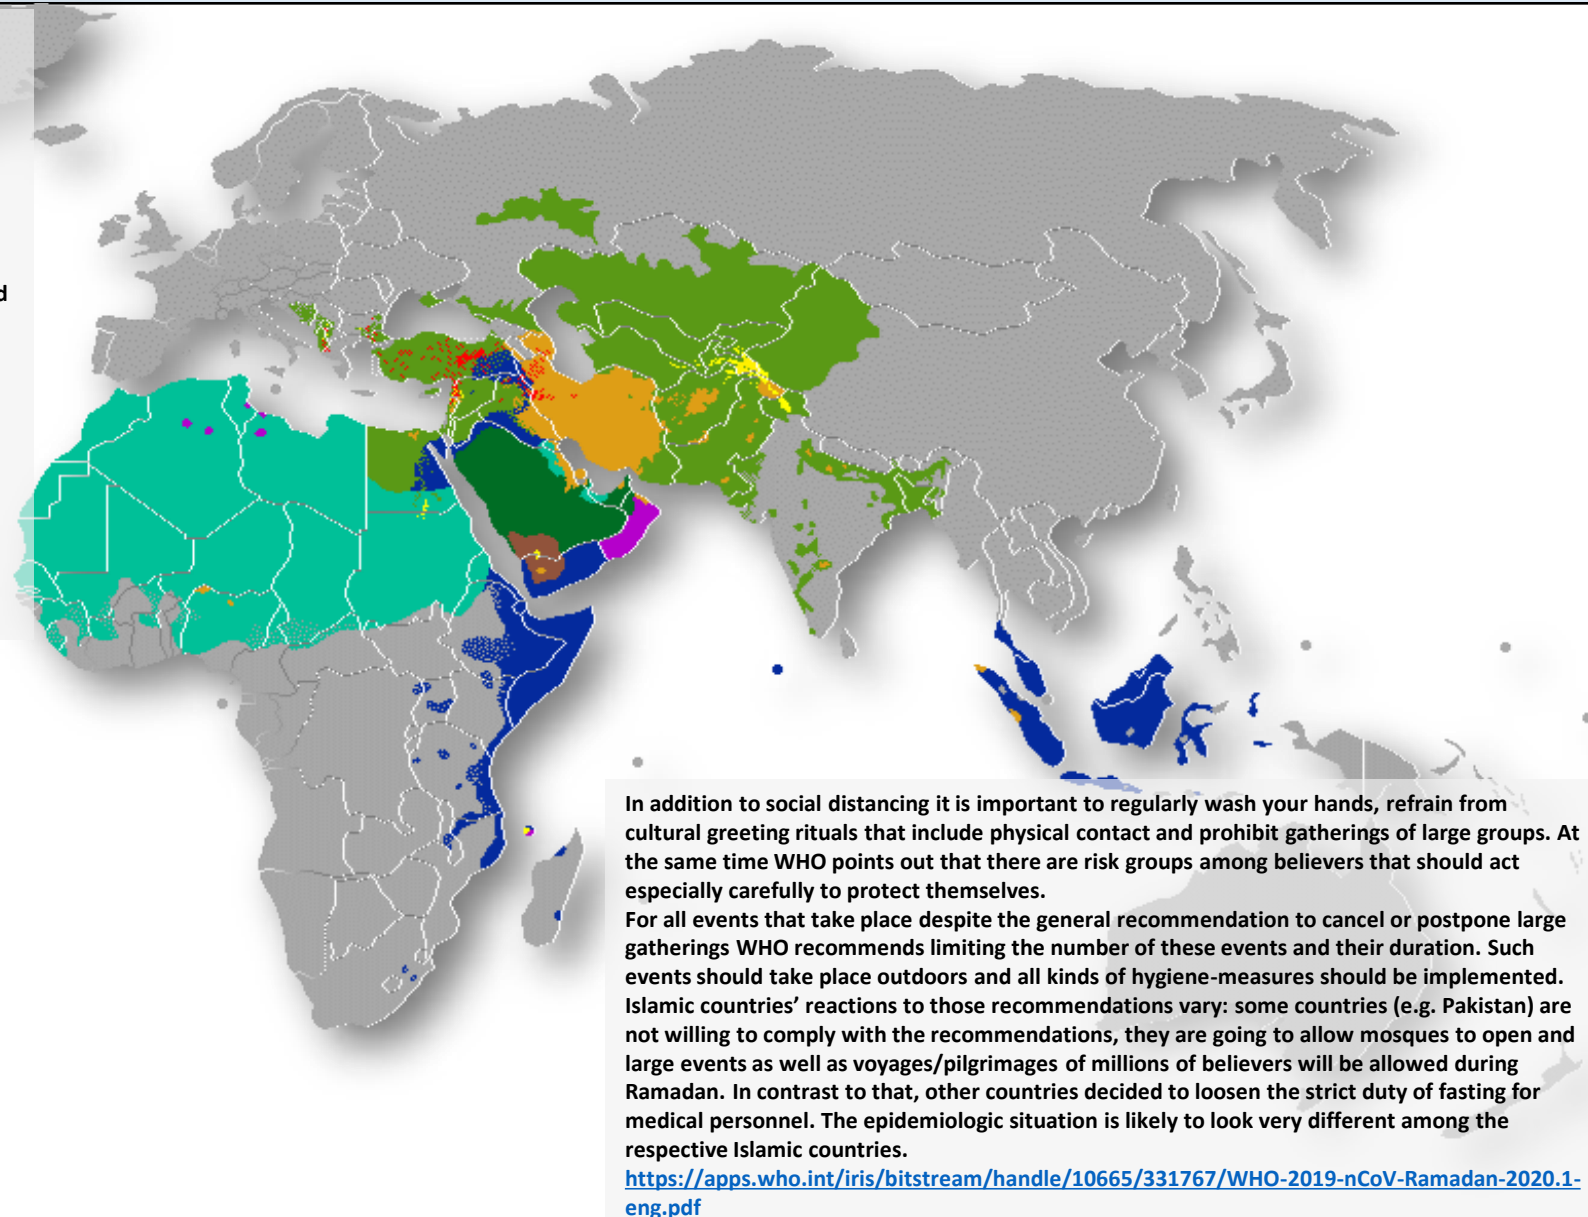 d
In addition to social distancing it is important to regularly wash your hands, refrain from
cultural greeting rituals that include physical contact and prohibit gatherings of large groups. At
the same time WHO points out that there are risk groups among believers that should act
especially carefully to protect themselves.
For all events that take place despite the general recommendation to cancel or postpone large
gatherings WHO recommends limiting the number of these events and their duration. Such
events should take place outdoors and all kinds of hygiene-measures should be implemented.
Islamic countries’ reactions to those recommendations vary: some countries (e.g. Pakistan) are
not willing to comply with the recommendations, they are going to allow mosques to open and
large events as well as voyages/pilgrimages of millions of believers will be allowed during
Ramadan. In contrast to that, other countries decided to loosen the strict duty of fasting for
medical personnel. The epidemiologic situation is likely to look very different among the
respective Islamic countries.
https://apps.who.int/iris/bitstream/handle/10665/331767/WHO-2019-nCoV-Ramadan-2020.1-
eng.pdf